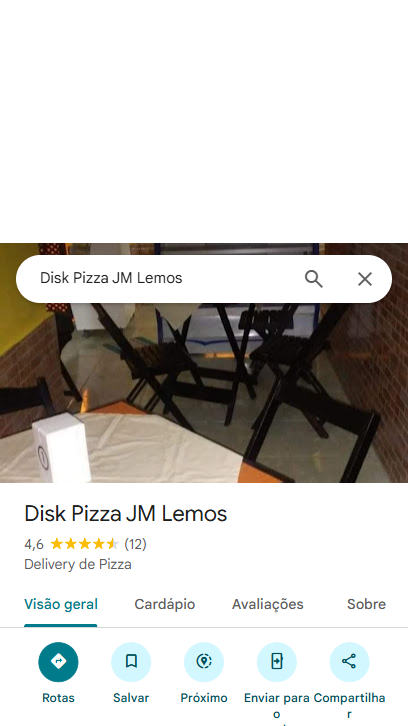 Disk Pizza JM Lemos
Disk Pizza JM Lemos
4,6 (12)
Delivery de Pizza
Visão geral Cardápio Avaliações Sobre
Rotas Salvar Próximo Enviar para o Compartilhar